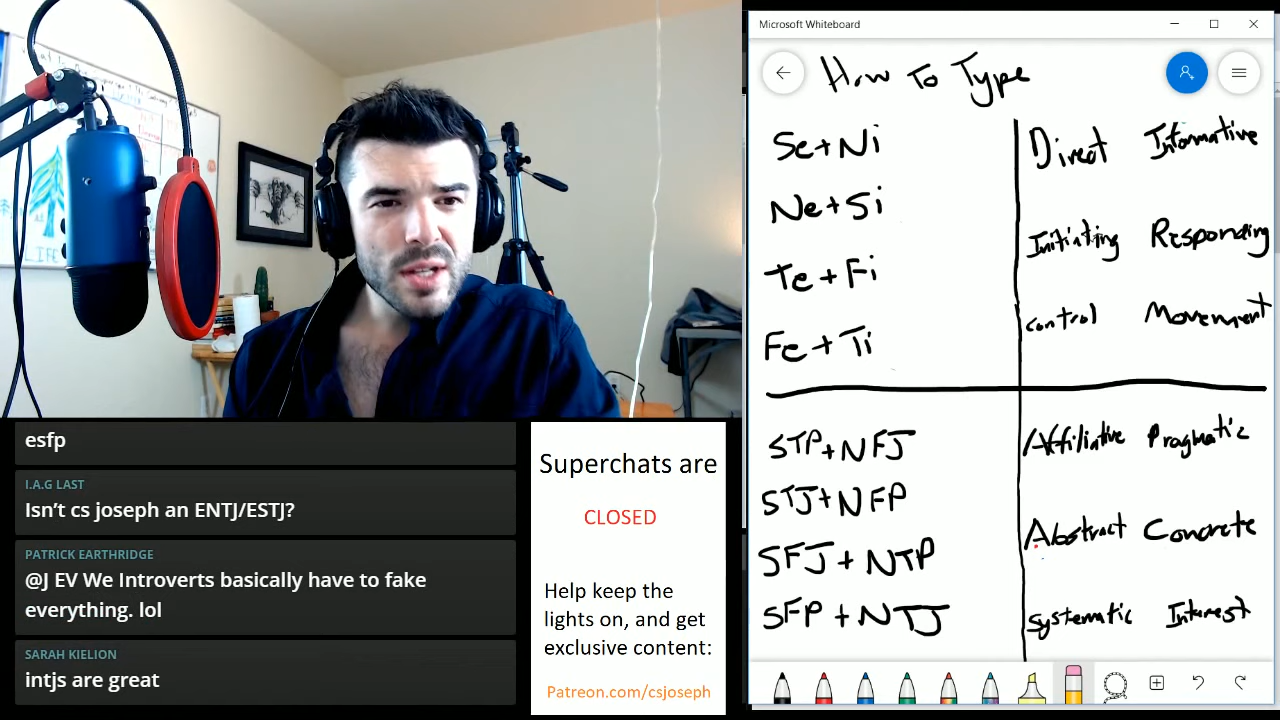 Microsoft Whiteboard
How To Type
Se+Ni
Ne+Si
Te + Fi
Fe + Ti
Direct Informative
Initiating Responding
control Movement
STP+NFJ
STJ+NFP
SFJ + NTP
SFP + NTJ
Affiliative Pragmatic
Abstract Concrete
Systematic Interest
LIFE
esfp
I.A.G LAST
Isn't cs joseph an ENTJ/ESTJ?
PATRICK EARTHRIDGE
@J EV We Introverts basically have to fake
everything. lol
SARAH KIELION
intjs are great
Superchats are
CLOSED
Help keep the
lights on, and get
exclusive content:
Patreon.com/csjoseph